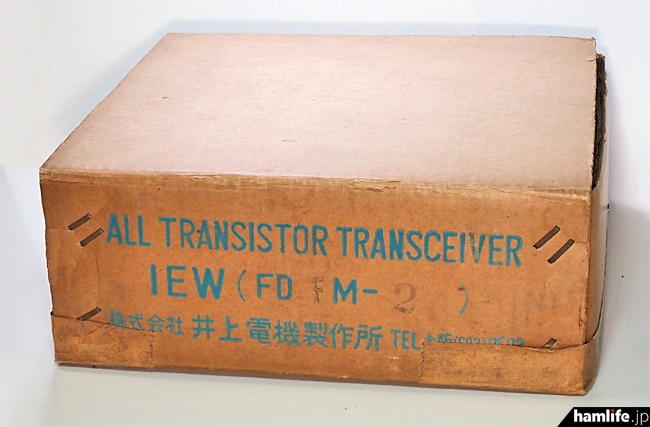 ALL TRANSISTOR TRANSCEIVER
IEW (FD FM-2 )
株式会社 井上電機製作所 TEL
hamlife.jp